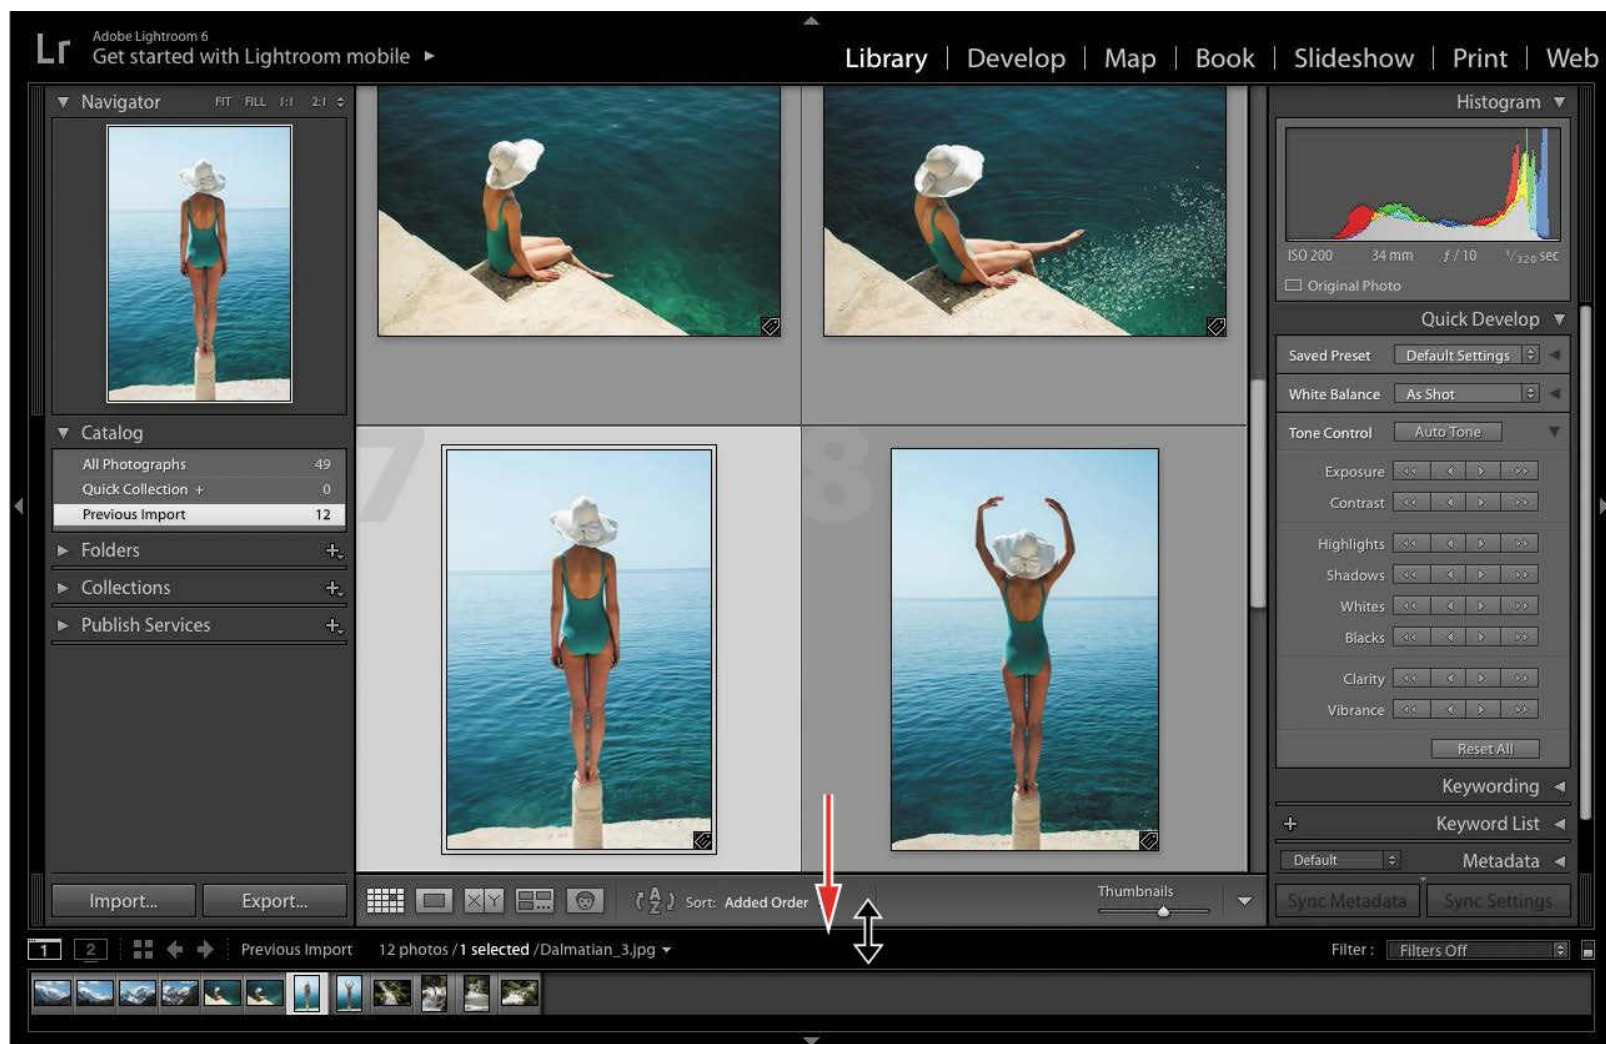 Lr
Adobe Lightroom 6
Get started with Lightroom mobile
Library | Develop | Map | Book | Slideshow | Print | Web
Navigator FIT FILL 1:1 2:1
Catalog
All Photographs 49
Quick Collection + 0
Previous Import 12
Folders +
Collections +
Publish Services +
Import... Export...
7 8
XY
A Z Sort: Added Order
Thumbnails
Histogram
ISO 200 34 mm ƒ / 10 1/320 sec
Original Photo
Quick Develop
Saved Preset Default Settings
White Balance As Shot
Tone Control Auto Tone
Exposure
Contrast
Highlights
Shadows
Whites
Blacks
Clarity
Vibrance
Reset All
Keywording
+ Keyword List
Default Metadata
Sync Metadata Sync Settings
1 2 Previous Import 12 photos / 1 selected / Dalmatian_3.jpg Filter : Filters Off